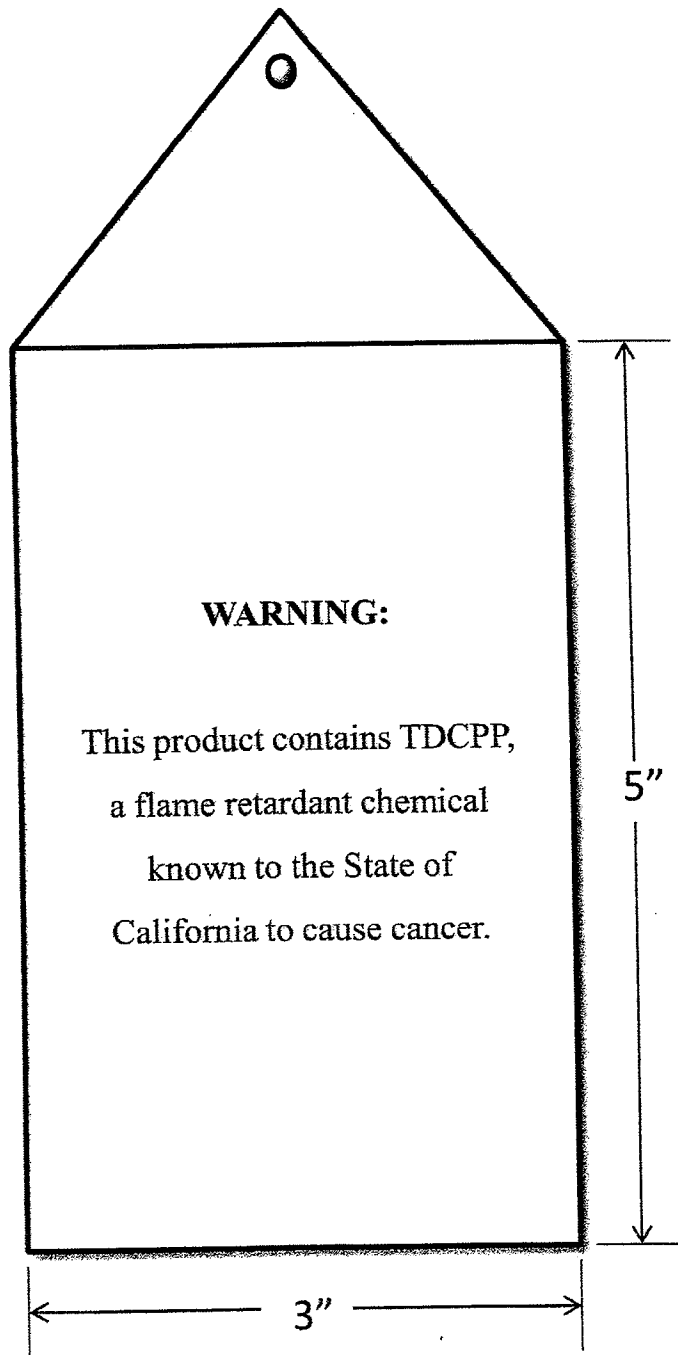 WARNING:
This product contains TDCPP,
a flame retardant chemical
known to the State of
California to cause cancer.
5”
3”